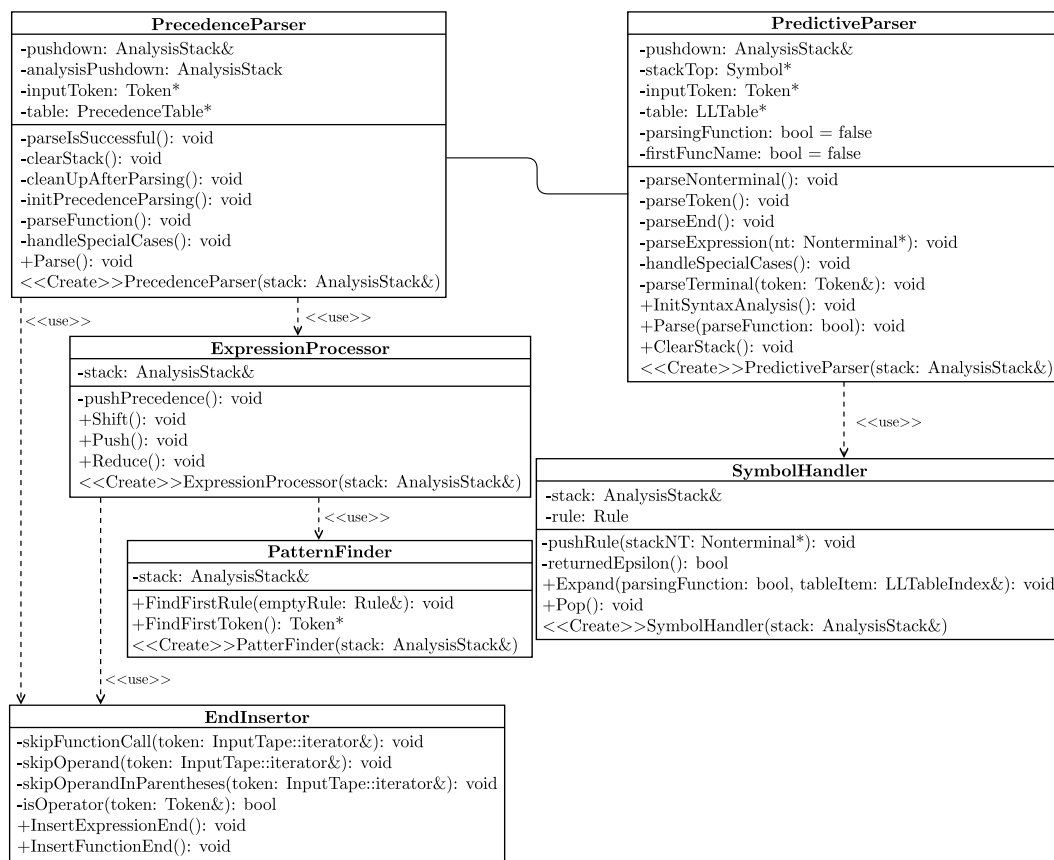 PrecedenceParser
-pushdown: AnalysisStack&
-analysisPushdown: AnalysisStack
-inputToken: Token*
-table: PrecedenceTable*
-parseIsSuccessful(): void
-clearStack(): void
-cleanUpAfterParsing(): void
-initPrecedenceParsing(): void
-parseFunction(): void
-handleSpecialCases(): void
+Parse(): void
<<Create>>PrecedenceParser(stack: AnalysisStack&)
PredictiveParser
-pushdown: AnalysisStack&
-stackTop: Symbol*
-inputToken: Token*
-table: LLTable*
-parsingFunction: bool = false
-firstFuncName: bool = false
-parseNonterminal(): void
-parseToken(): void
-parseEnd(): void
-parseExpression(nt: Nonterminal*): void
-handleSpecialCases(): void
-parseTerminal(token: Token&): void
+InitSyntaxAnalysis(): void
+Parse(parseFunction: bool): void
+ClearStack(): void
<<Create>>PredictiveParser(stack: AnalysisStack&)
<<use>>
<<use>>
ExpressionProcessor
-stack: AnalysisStack&
-pushPrecedence(): void
+Shift(): void
+Push(): void
+Reduce(): void
<<Create>>ExpressionProcessor(stack: AnalysisStack&)
<<use>>
SymbolHandler
-stack: AnalysisStack&
-rule: Rule
-pushRule(stackNT: Nonterminal*): void
-returnedEpsilon(): bool
+Expand(parsingFunction: bool, tableItem: LLTableIndex&): void
+Pop(): void
<<Create>>SymbolHandler(stack: AnalysisStack&)
<<use>>
PatternFinder
-stack: AnalysisStack&
+FindFirstRule(emptyRule: Rule&): void
+FindFirstToken(): Token*
<<Create>>PatterFinder(stack: AnalysisStack&)
<<use>>
EndInsertor
-skipFunctionCall(token: InputTape::iterator&): void
-skipOperand(token: InputTape::iterator&): void
-skipOperandInParentheses(token: InputTape::iterator&): void
-isOperator(token: Token&): bool
+InsertExpressionEnd(): void
+InsertFunctionEnd(): void